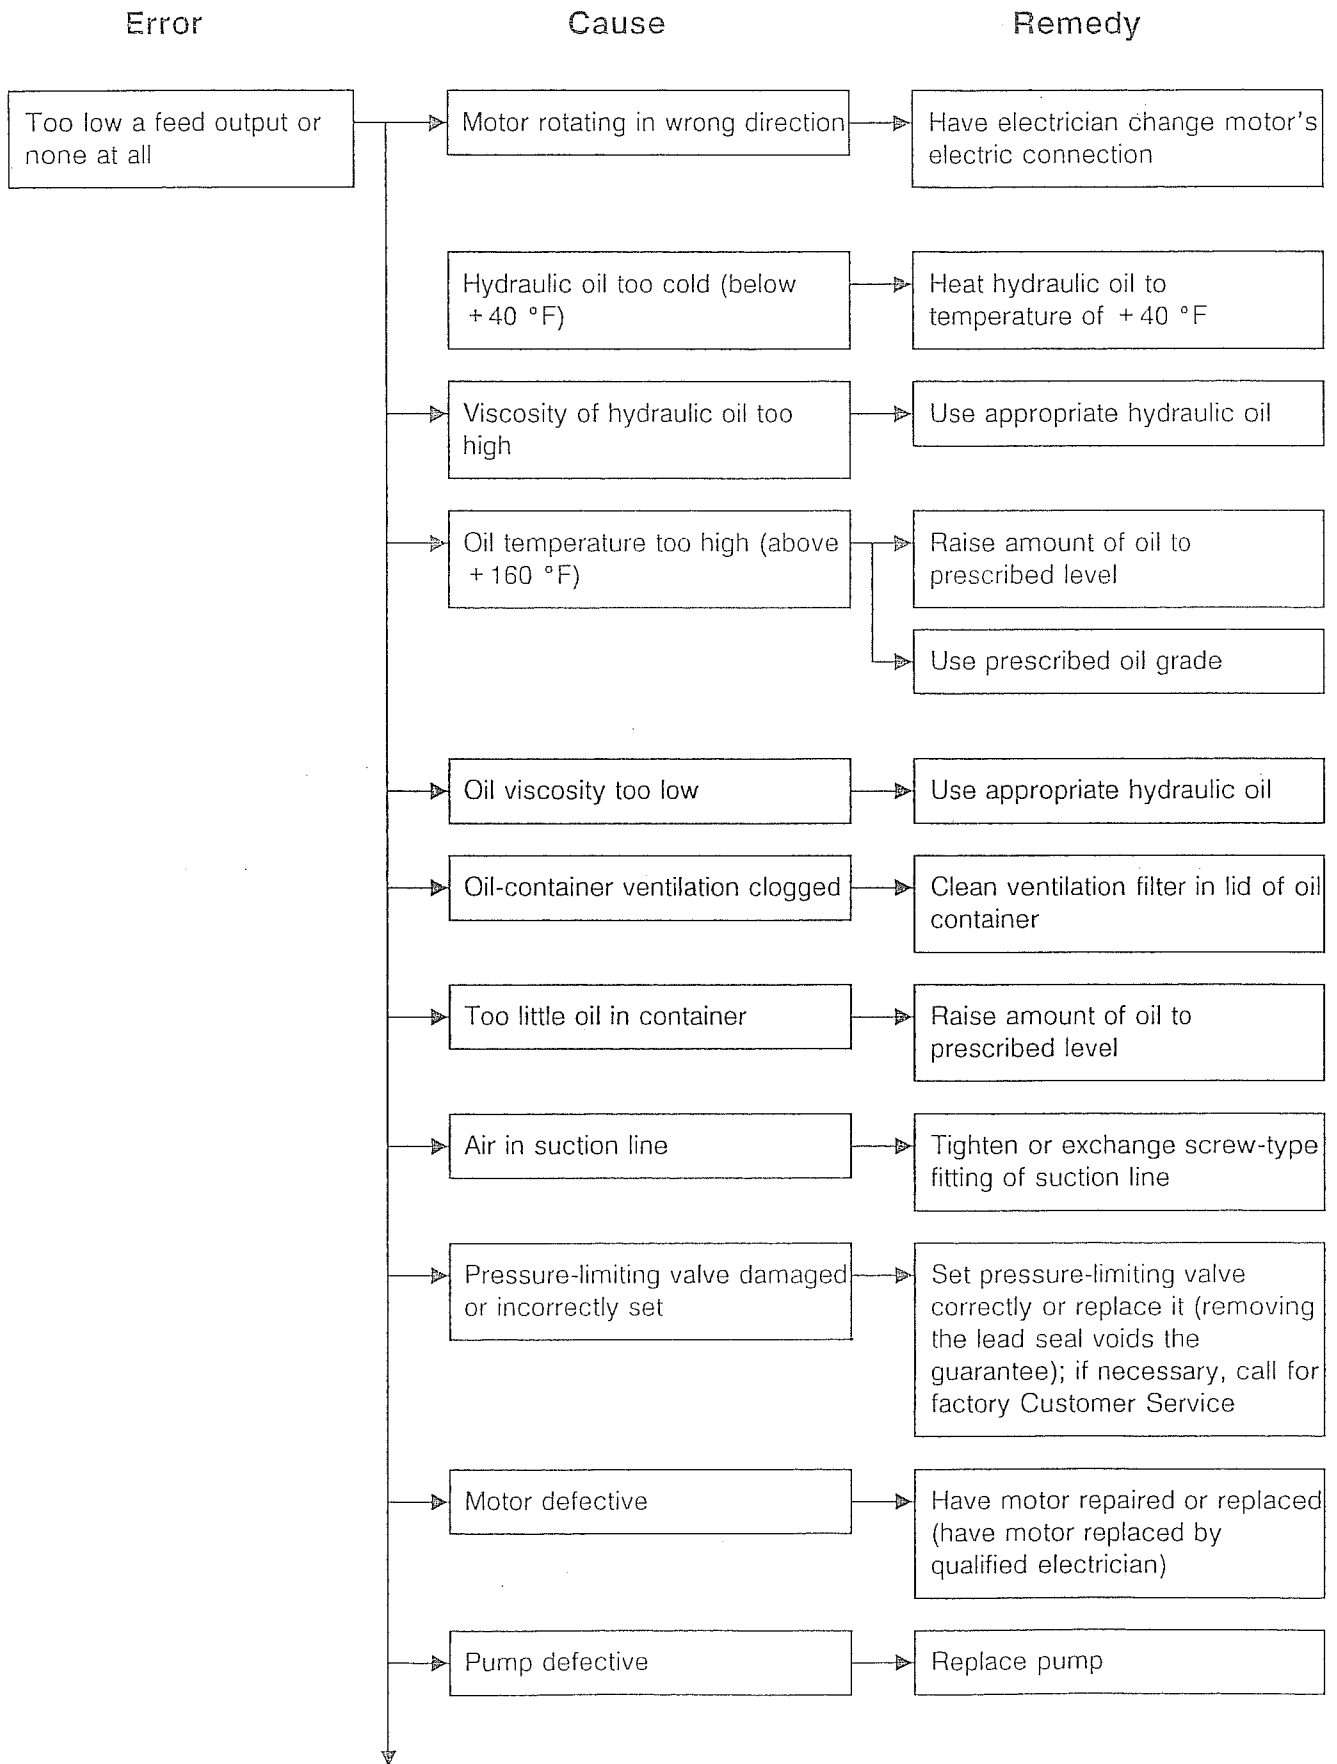 Error Cause Remedy
Too low a feed output or
none at all
Motor rotating in wrong direction
Have electrician change motor's
electric connection
Hydraulic oil too cold (below
+40 °F)
Heat hydraulic oil to
temperature of +40 °F
Viscosity of hydraulic oil too
high
Use appropriate hydraulic oil
Oil temperature too high (above
+160 °F)
Raise amount of oil to
prescribed level
Use prescribed oil grade
Oil viscosity too low
Use appropriate hydraulic oil
Oil-container ventilation clogged
Clean ventilation filter in lid of oil
container
Too little oil in container
Raise amount of oil to
prescribed level
Air in suction line
Tighten or exchange screw-type
fitting of suction line
Pressure-limiting valve damaged
or incorrectly set
Set pressure-limiting valve
correctly or replace it (removing
the lead seal voids the
guarantee); if necessary, call for
factory Customer Service
Motor defective
Have motor repaired or replaced
(have motor replaced by
qualified electrician)
Pump defective
Replace pump